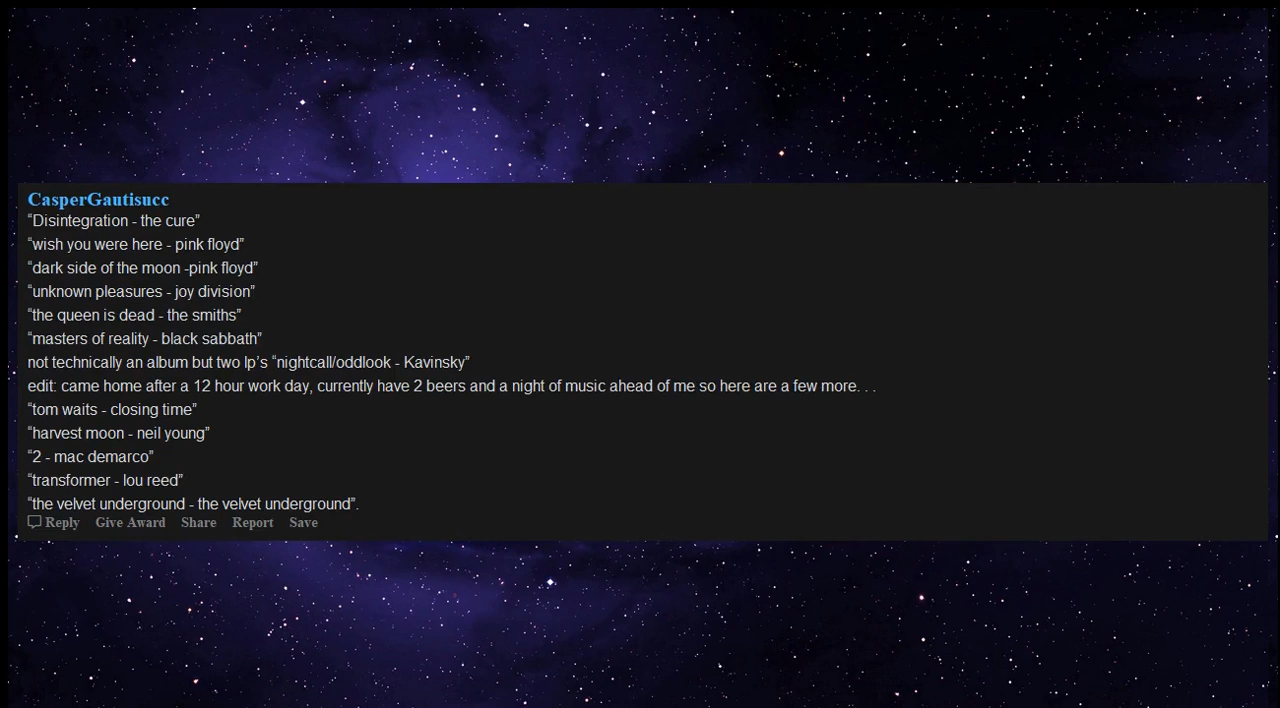 CasperGautisucc
“Disintegration - the cure”
“wish you were here - pink floyd”
“dark side of the moon -pink floyd”
“unknown pleasures - joy division”
“the queen is dead - the smiths”
“masters of reality - black sabbath”
not technically an album but two lp’s “nightcall/oddlook - Kavinsky”
edit: came home after a 12 hour work day, currently have 2 beers and a night of music ahead of me so here are a few more. . .
“tom waits - closing time”
“harvest moon - neil young”
“2 - mac demarco”
“transformer - lou reed”
“the velvet underground - the velvet underground”.
Reply Give Award Share Report Save